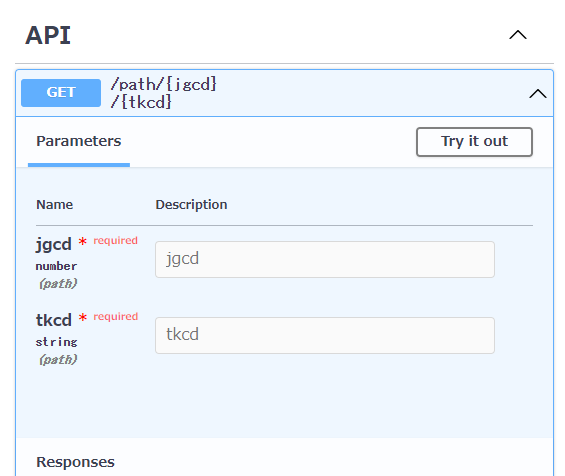 API
GET /path/{jgcd}
/{tkcd}
Parameters Try it out
Name Description
jgcd * required jgcd
number
(path)
tkcd * required tkcd
string
(path)
Responses